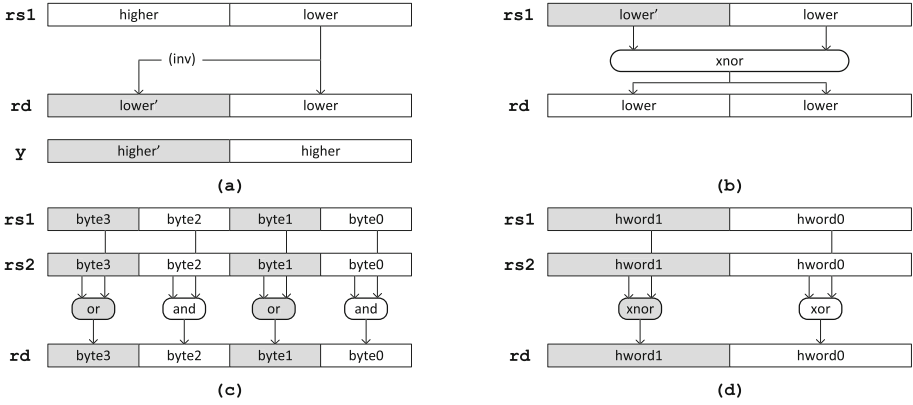 rs1 higher lower
(inv)
rd lower’ lower
y higher’ higher
(a)
rs1 lower’ lower
xnor
rd lower lower
(b)
rs1 byte3 byte2 byte1 byte0
rs2 byte3 byte2 byte1 byte0
or and or and
rd byte3 byte2 byte1 byte0
(c)
rs1 hword1 hword0
rs2 hword1 hword0
xnor xor
rd hword1 hword0
(d)